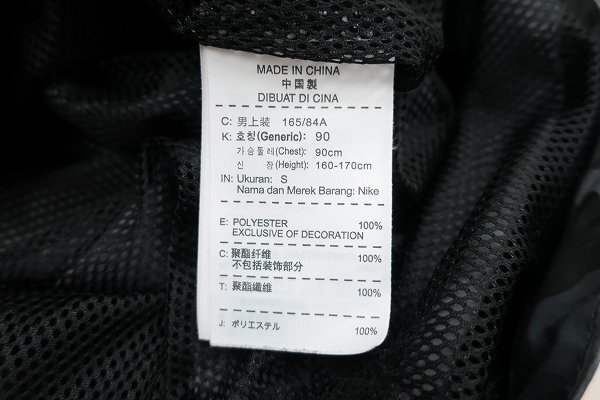 MADE IN CHINA
中国製
DIBUAT DI CINA
C: 男上装 165/84A
K: 호칭(Generic): 90
가슴둘레(Chest): 90cm
신 장(Height): 160-170cm
IN: Ukuran: S
Nama dan Merek Barang: Nike
E: POLYESTER 100%
EXCLUSIVE OF DECORATION
C: 聚酯纤维 100%
不包括装饰部分
T: 聚酯纖維 100%
J: ポリエステル 100%